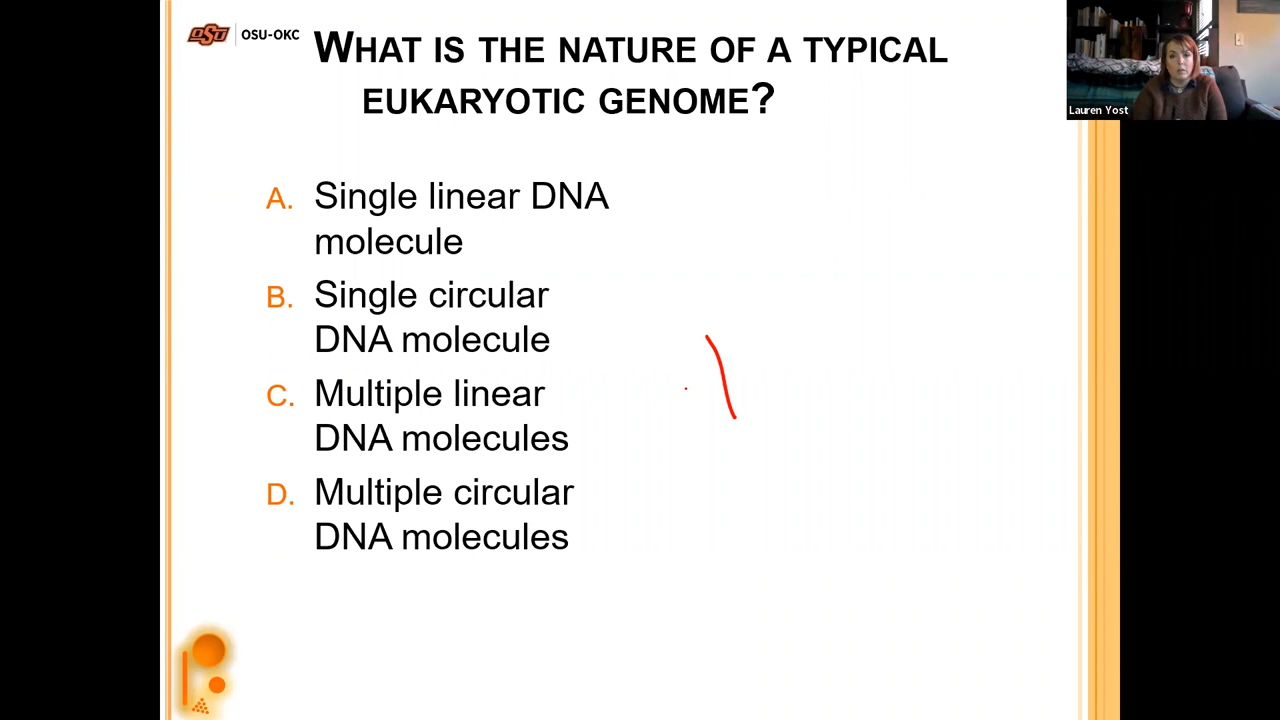 OSU
OSU-OKC
WHAT IS THE NATURE OF A TYPICAL
EUKARYOTIC GENOME?
A. Single linear DNA
molecule
B. Single circular
DNA molecule
C. Multiple linear
DNA molecules
D. Multiple circular
DNA molecules
Lauren Yost